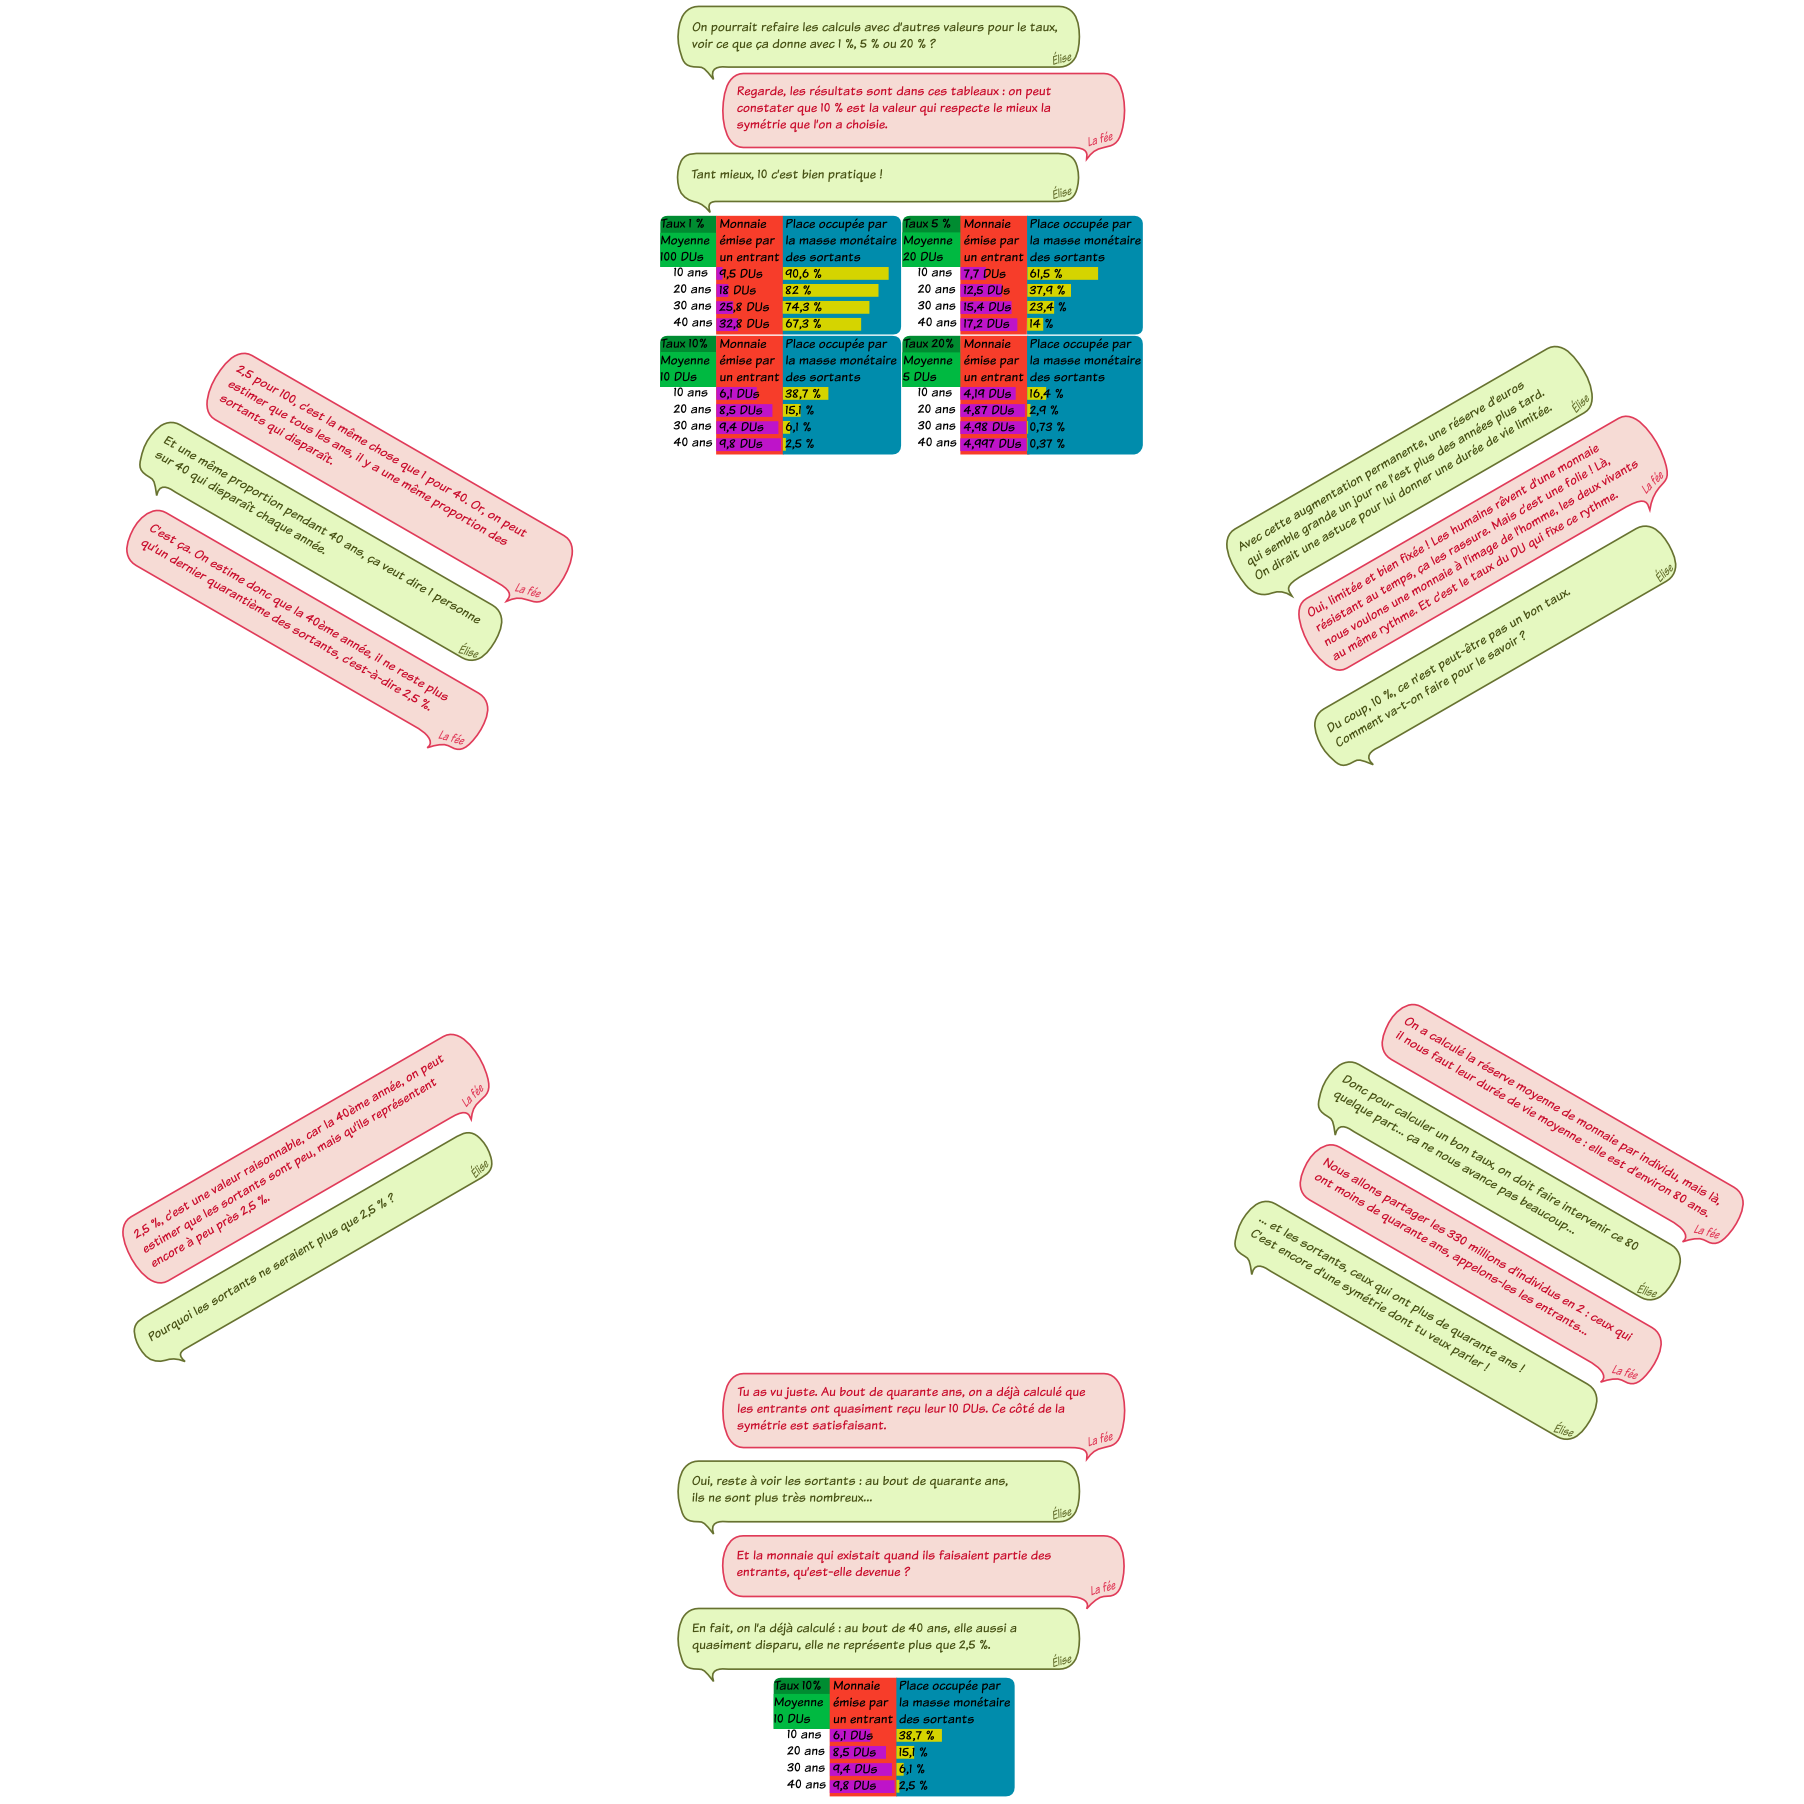 On pourrait refaire les calculs avec d'autres valeurs pour le taux,
voir ce que ça donne avec 1 %, 5 % ou 20 % ?
Élise
Regarde, les résultats sont dans ces tableaux : on peut
constater que 10 % est la valeur qui respecte le mieux la
symétrie que l'on a choisie.
La fée
Tant mieux, 10 c'est bien pratique !
Élise
Taux 1 % Monnaie Place occupée par
Moyenne émise par la masse monétaire
100 DUs un entrant des sortants
10 ans 9,5 DUs 90,6 %
20 ans 18 DUs 82 %
30 ans 25,8 DUs 74,3 %
40 ans 32,8 DUs 67,3 %
Taux 5 % Monnaie Place occupée par
Moyenne émise par la masse monétaire
20 DUs un entrant des sortants
10 ans 7,7 DUs 61,5 %
20 ans 12,5 DUs 37,9 %
30 ans 15,4 DUs 23,4 %
40 ans 17,2 DUs 14 %
Taux 10% Monnaie Place occupée par
Moyenne émise par la masse monétaire
10 DUs un entrant des sortants
10 ans 6,1 DUs 38,7 %
20 ans 8,5 DUs 15,1 %
30 ans 9,4 DUs 6,1 %
40 ans 9,8 DUs 2,5 %
Taux 20% Monnaie Place occupée par
Moyenne émise par la masse monétaire
5 DUs un entrant des sortants
10 ans 4,19 DUs 16,4 %
20 ans 4,87 DUs 2,9 %
30 ans 4,98 DUs 0,73 %
40 ans 4,997 DUs 0,37 %
2,5 pour 100, c'est la même chose que 1 pour 40. Or, on peut
estimer que tous les ans, il y a une même proportion des
sortants qui disparaît.
La fée
Et une même proportion pendant 40 ans, ça veut dire 1 personne
sur 40 qui disparaît chaque année.
Élise
C'est ça. On estime donc que la 40ème année, il ne reste plus
qu'un dernier quarantième des sortants, c'est-à-dire 2,5 %.
La fée
Avec cette augmentation permanente, une réserve d'euros
qui semble grande un jour ne l'est plus des années plus tard.
On dirait une astuce pour lui donner une durée de vie limitée.
Élise
Oui, limitée et bien fixée ! Les humains rêvent d'une monnaie
résistant au temps, ça les rassure. Mais c'est une folie ! Là,
nous voulons une monnaie à l'image de l'homme, les deux vivants
au même rythme. Et c'est le taux du DU qui fixe ce rythme.
La fée
Du coup, 10 %, ce n'est peut-être pas un bon taux.
Comment va-t-on faire pour le savoir ?
Élise
2,5 %, c'est une valeur raisonnable, car la 40ème année, on peut
estimer que les sortants sont peu, mais qu'ils représentent
encore à peu près 2,5 %.
La fée
Pourquoi les sortants ne seraient plus que 2,5 % ?
Élise
On a calculé la réserve moyenne de monnaie par individu, mais là,
il nous faut leur durée de vie moyenne : elle est d'environ 80 ans.
La fée
Donc pour calculer un bon taux, on doit faire intervenir ce 80
quelque part... ça ne nous avance pas beaucoup...
Élise
Nous allons partager les 330 millions d'individus en 2 : ceux qui
ont moins de quarante ans, appelons-les les entrants...
La fée
... et les sortants, ceux qui ont plus de quarante ans !
C'est encore d'une symétrie dont tu veux parler !
Élise
Tu as vu juste. Au bout de quarante ans, on a déjà calculé que
les entrants ont quasiment reçu leur 10 DUs. Ce côté de la
symétrie est satisfaisant.
La fée
Oui, reste à voir les sortants : au bout de quarante ans,
ils ne sont plus très nombreux...
Élise
Et la monnaie qui existait quand ils faisaient partie des
entrants, qu'est-elle devenue ?
La fée
En fait, on l'a déjà calculé : au bout de 40 ans, elle aussi a
quasiment disparu, elle ne représente plus que 2,5 %.
Élise
Taux 10% Monnaie Place occupée par
Moyenne émise par la masse monétaire
10 DUs un entrant des sortants
10 ans 6,1 DUs 38,7 %
20 ans 8,5 DUs 15,1 %
30 ans 9,4 DUs 6,1 %
40 ans 9,8 DUs 2,5 %